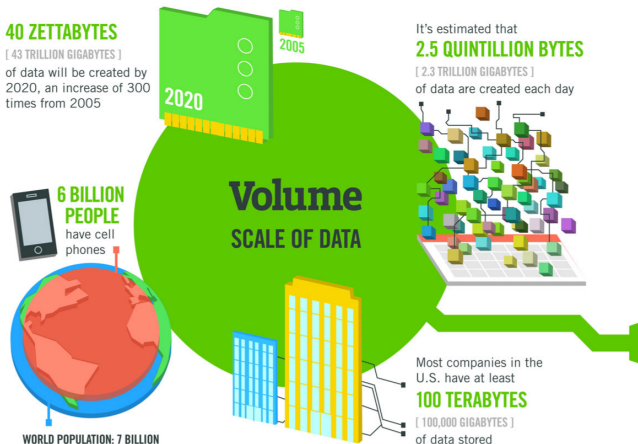 40 ZETTABYTES
[ 43 TRILLION GIGABYTES ]
of data will be created by
2020, an increase of 300
times from 2005
2020
2005
It's estimated that
2.5 QUINTILLION BYTES
[ 2.3 TRILLION GIGABYTES ]
of data are created each day
6 BILLION
PEOPLE
have cell
phones
WORLD POPULATION: 7 BILLION
Volume
SCALE OF DATA
Most companies in the
U.S. have at least
100 TERABYTES
[ 100,000 GIGABYTES ]
of data stored